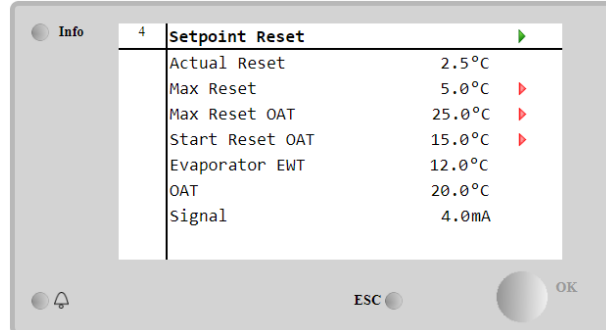 Info
4 Setpoint Reset
Actual Reset 2.5°C
Max Reset 5.0°C
Max Reset OAT 25.0°C
Start Reset OAT 15.0°C
Evaporator EWT 12.0°C
OAT 20.0°C
Signal 4.0mA
ESC
OK